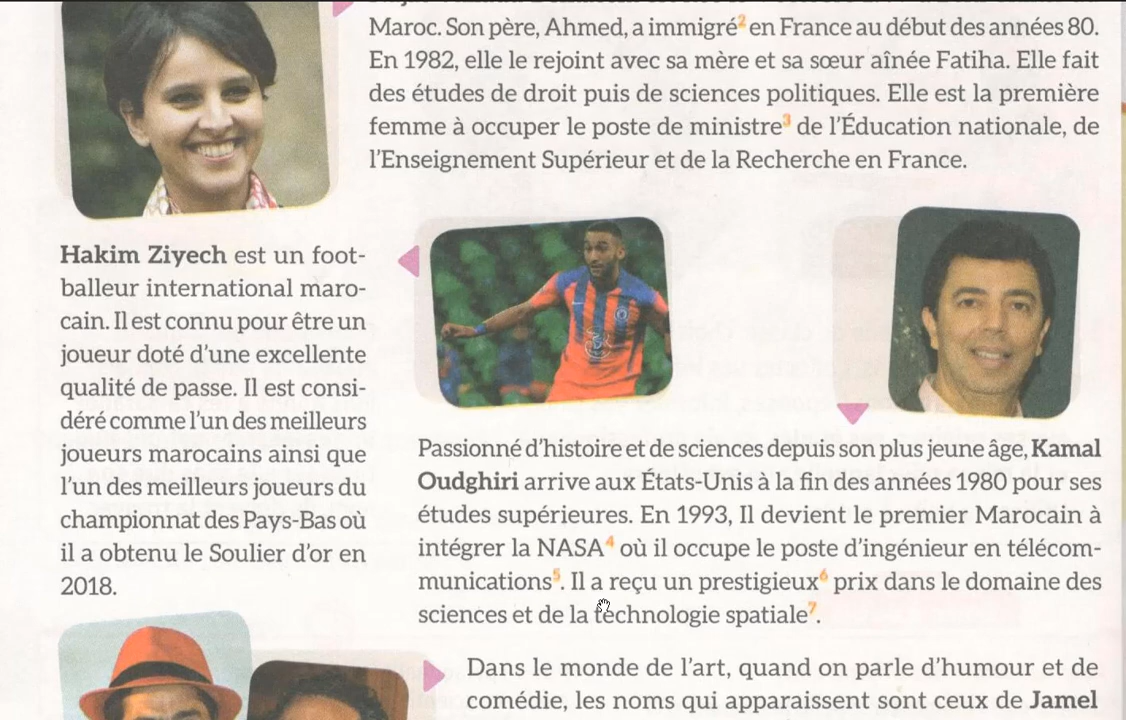 Maroc. Son père, Ahmed, a immigré² en France au début des années 80.
En 1982, elle le rejoint avec sa mère et sa sœur aînée Fatiha. Elle fait
des études de droit puis de sciences politiques. Elle est la première
femme à occuper le poste de ministre³ de l'Éducation nationale, de
l'Enseignement Supérieur et de la Recherche en France.
Hakim Ziyech est un foot-
balleur international maro-
cain. Il est connu pour être un
joueur doté d'une excellente
qualité de passe. Il est consi-
déré comme l'un des meilleurs
joueurs marocains ainsi que
l'un des meilleurs joueurs du
championnat des Pays-Bas où
il a obtenu le Soulier d'or en
2018.
Passionné d'histoire et de sciences depuis son plus jeune âge, Kamal
Oudghiri arrive aux États-Unis à la fin des années 1980 pour ses
études supérieures. En 1993, Il devient le premier Marocain à
intégrer la NASA⁴ où il occupe le poste d'ingénieur en télécom-
munications⁵. Il a reçu un prestigieux⁶ prix dans le domaine des
sciences et de la technologie spatiale⁷.
Dans le monde de l'art, quand on parle d'humour et de
comédie, les noms qui apparaissent sont ceux de Jamel